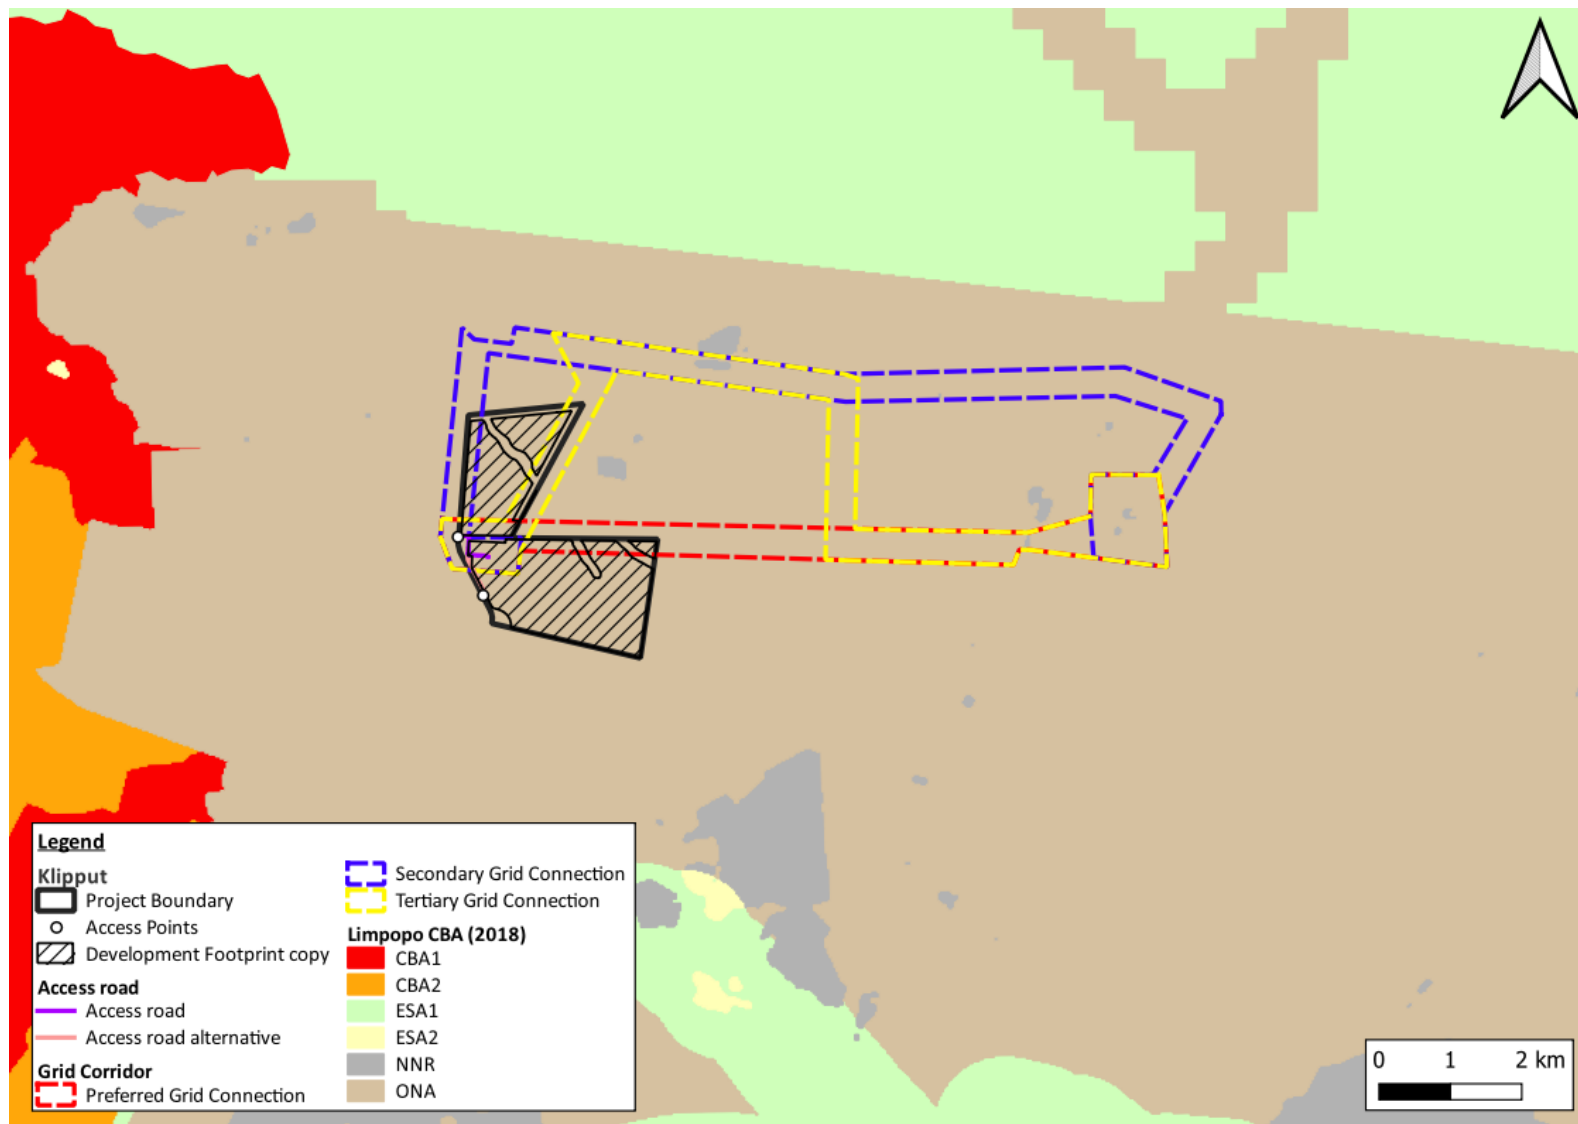 Legend
Klipput
Project Boundary
Access Points
Development Footprint copy
Access road
Access road
Access road alternative
Grid Corridor
Preferred Grid Connection
Secondary Grid Connection
Tertiary Grid Connection
Limpopo CBA (2018)
CBA1
CBA2
ESA1
ESA2
NNR
ONA
0 1 2 km